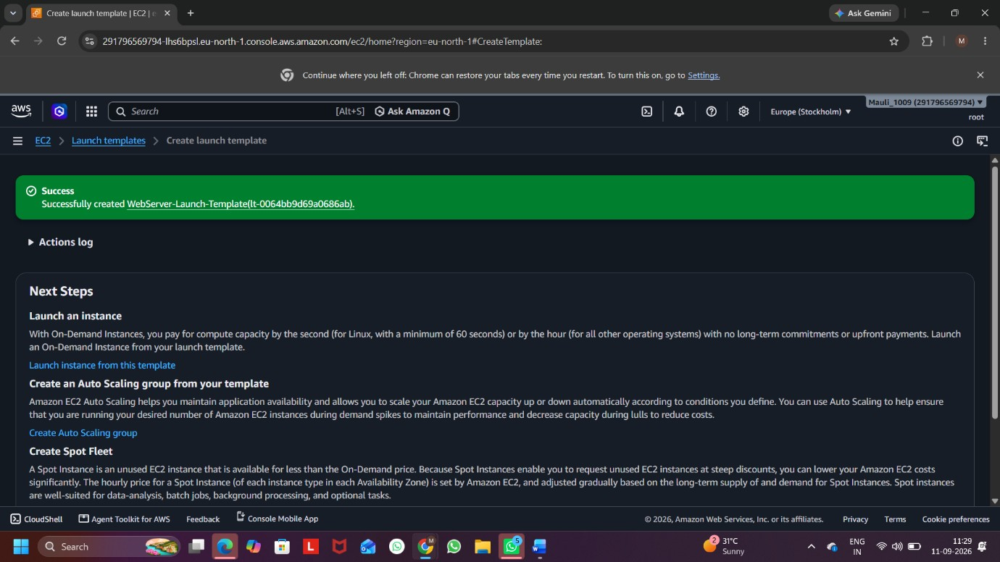 Create launch template | EC2 | e
Ask Gemini
291796569794-lhs6bpsl.eu-north-1.console.aws.amazon.com/ec2/home?region=eu-north-1#CreateTemplate:
M
Continue where you left off: Chrome can restore your tabs every time you restart. To turn this on, go to Settings.
aws
Search
[Alt+S]
Ask Amazon Q
Europe (Stockholm)
Mauli_1009 (291796569794)
root
EC2
Launch templates
Create launch template
Success
Successfully created WebServer-Launch-Template(lt-0064bb9d69a0686ab).
Actions log
Next Steps
Launch an instance
With On-Demand Instances, you pay for compute capacity by the second (for Linux, with a minimum of 60 seconds) or by the hour (for all other operating systems) with no long-term commitments or upfront payments. Launch
an On-Demand Instance from your launch template.
Launch instance from this template
Create an Auto Scaling group from your template
Amazon EC2 Auto Scaling helps you maintain application availability and allows you to scale your Amazon EC2 capacity up or down automatically according to conditions you define. You can use Auto Scaling to help ensure
that you are running your desired number of Amazon EC2 instances during demand spikes to maintain performance and decrease capacity during lulls to reduce costs.
Create Auto Scaling group
Create Spot Fleet
A Spot Instance is an unused EC2 instance that is available for less than the On-Demand price. Because Spot Instances enable you to request unused EC2 instances at steep discounts, you can lower your Amazon EC2 costs
significantly. The hourly price for a Spot Instance (of each instance type in each Availability Zone) is set by Amazon EC2, and adjusted gradually based on the long-term supply of and demand for Spot Instances. Spot instances
are well-suited for data-analysis, batch jobs, background processing, and optional tasks.
CloudShell
Agent Toolkit for AWS
Feedback
Console Mobile App
© 2026, Amazon Web Services, Inc. or its affiliates.
Privacy
Terms
Cookie preferences
Search
L
M
5
2
31°C
Sunny
ENG
IN
11:29
11-09-2026